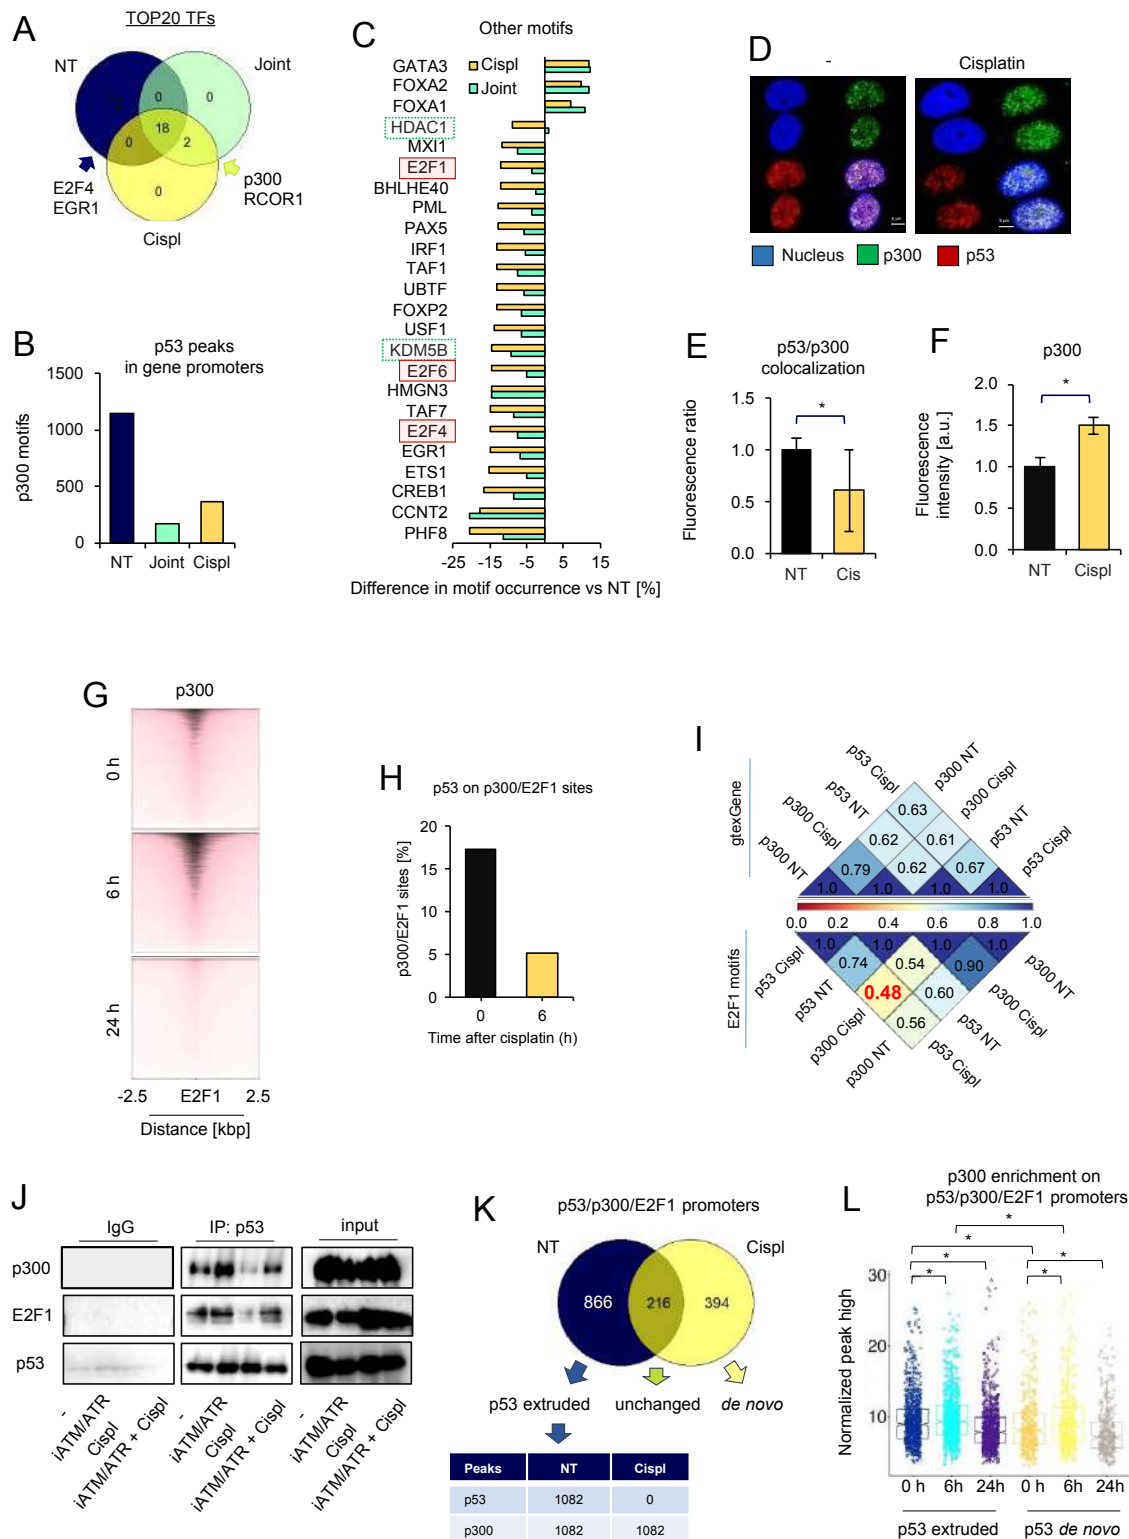 A
TOP20 TFs
NT
Joint
0
0
18
0
2
0
E2F4
EGR1
p300
RCOR1
Cispl
B
p53 peaks
in gene promoters
p300 motifs
1500
1000
500
0
NT Joint Cispl
C
Other motifs
Cispl
Joint
GATA3
FOXA2
FOXA1
HDAC1
MXI1
E2F1
BHLHE40
PML
PAX5
IRF1
TAF1
UBTF
FOXP2
USF1
KDM5B
E2F6
HMGN3
TAF7
E2F4
EGR1
ETS1
CREB1
CCNT2
PHF8
-25 -15 -5 5 15
Difference in motif occurrence vs NT [%]
D
- Cisplatin
5 µm
5 µm
Nucleus p300 p53
E
p53/p300
colocalization
Fluorescence ratio
1.5
1.0
0.5
0.0
*
NT Cis
F
p300
Fluorescence
intensity [a.u.]
2.0
1.5
1.0
0.5
0.0
*
NT Cispl
G
p300
0 h
6 h
24 h
-2.5 E2F1 2.5
Distance [kbp]
H
p53 on p300/E2F1 sites
p300/E2F1 sites [%]
20
15
10
5
0
0 6
Time after cisplatin (h)
I
gtexGene
p300 NT
p300 Cispl
p53 NT
p53 Cispl
p300 NT
p300 Cispl
p53 NT
p53 Cispl
0.63
0.62 0.61
0.79 0.62 0.67
1.0 1.0 1.0 1.0
0.0 0.2 0.4 0.6 0.8 1.0
E2F1 motifs
1.0 1.0 1.0 1.0
0.74 0.54 0.90
0.48 0.60
0.56
p53 Cispl
p53 NT
p300 Cispl
p300 NT
p300 NT
p300 Cispl
p53 NT
p53 Cispl
J
IgG IP: p53 input
p300
E2F1
p53
-
iATM/ATR
Cispl
iATM/ATR + Cispl
-
iATM/ATR
Cispl
iATM/ATR + Cispl
-
iATM/ATR
Cispl
iATM/ATR + Cispl
K
p53/p300/E2F1 promoters
NT Cispl
866 216 394
p53 extruded unchanged de novo
Peaks NT Cispl
p53 1082 0
p300 1082 1082
L
p300 enrichment on
p53/p300/E2F1 promoters
Normalized peak high
30
20
10
*
*
*
*
*
*
0 h 6h 24h 0 h 6h 24h
p53 extruded p53 de novo